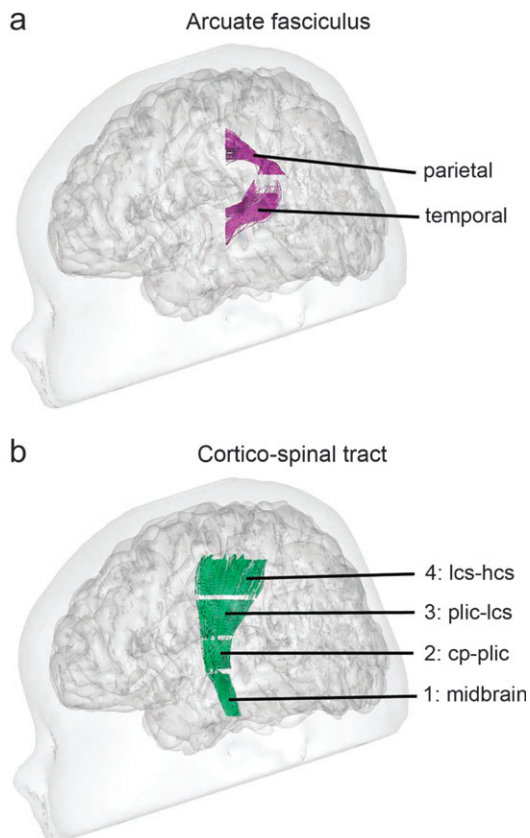 a
Arcuate fasciculus
parietal
temporal
b
Cortico-spinal tract
4: lcs-hcs
3: plic-lcs
2: cp-plic
1: midbrain